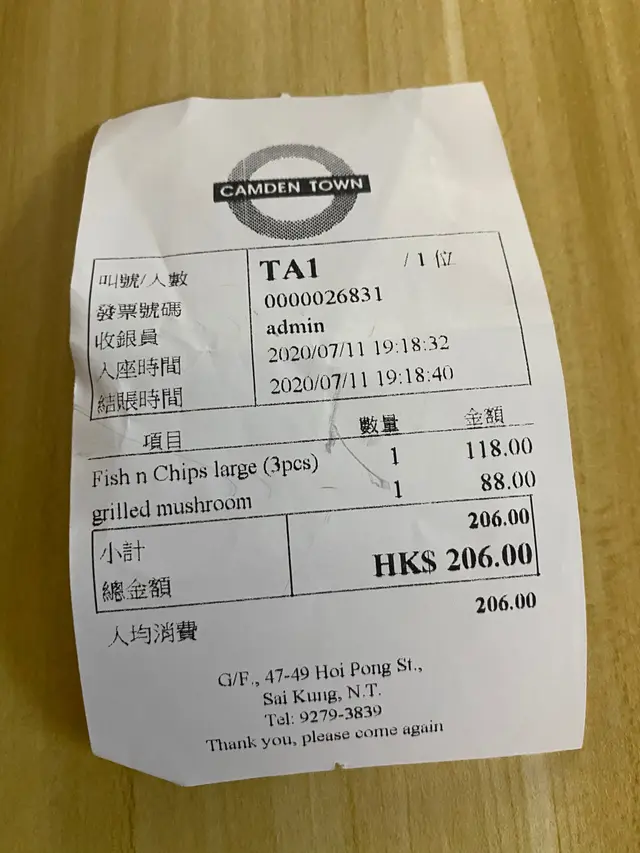 CAMDEN TOWN
叫號/人數 TA1 / 1 位
發票號碼 0000026831
收銀員 admin
入座時間 2020/07/11 19:18:32
結賬時間 2020/07/11 19:18:40
項目 數量 金額
Fish n Chips large (3pcs) 1 118.00
grilled mushroom 1 88.00
小計 206.00
總金額 HK$ 206.00
人均消費 206.00
G/F., 47-49 Hoi Pong St.,
Sai Kung, N.T.
Tel: 9279-3839
Thank you, please come again